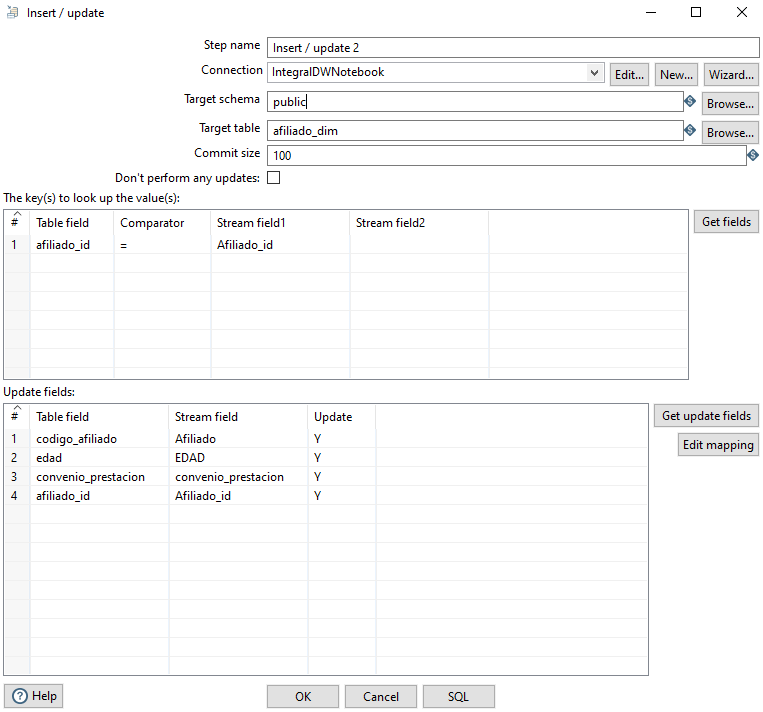 Insert / update
Step name Insert / update 2
Connection IntegralDWNotebook Edit... New... Wizard...
Target schema public Browse...
Target table afiliado_dim Browse...
Commit size 100
Don't perform any updates:
The key(s) to look up the value(s):
# Table field Comparator Stream field1 Stream field2 Get fields
1 afiliado_id = Afiliado_id
Update fields:
# Table field Stream field Update Get update fields
1 codigo_afiliado Afiliado Y Edit mapping
2 edad EDAD Y
3 convenio_prestacion convenio_prestacion Y
4 afiliado_id Afiliado_id Y
Help OK Cancel SQL